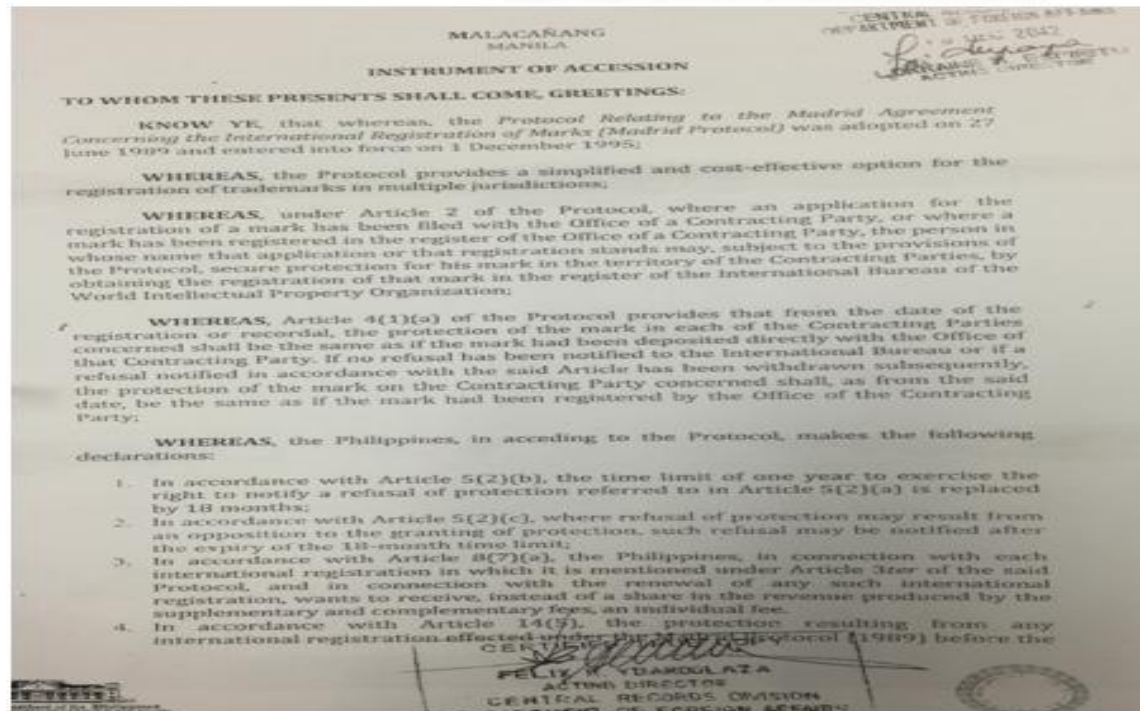 MALACAÑANG
MANILA
CENTRAL
DEPARTMENT OF FOREIGN AFFAIRS
2012
ACTING DIRECTOR
INSTRUMENT OF ACCESSION
TO WHOM THESE PRESENTS SHALL COME, GREETINGS:
KNOW YE, that whereas, the Protocol Relating to the Madrid Agreement
Concerning the International Registration of Marks (Madrid Protocol) was adopted on 27
June 1989 and entered into force on 1 December 1995;
WHEREAS, the Protocol provides a simplified and cost-effective option for the
registration of trademarks in multiple jurisdictions;
WHEREAS, under Article 2 of the Protocol, where an application for the
registration of a mark has been filed with the Office of a Contracting Party, or where a
mark has been registered in the register of the Office of a Contracting Party, the person in
whose name that application or that registration stands may, subject to the provisions of
the Protocol, secure protection for his mark in the territory of the Contracting Parties, by
obtaining the registration of that mark in the register of the International Bureau of the
World Intellectual Property Organization;
WHEREAS, Article 4(1)(a) of the Protocol provides that from the date of the
registration or recordal, the protection of the mark in each of the Contracting Parties
concerned shall be the same as if the mark had been deposited directly with the Office of
that Contracting Party. If no refusal has been notified to the International Bureau or if a
refusal notified in accordance with the said Article has been withdrawn subsequently,
the protection of the mark on the Contracting Party concerned shall, as from the said
date, be the same as if the mark had been registered by the Office of the Contracting
Party;
WHEREAS, the Philippines, in acceding to the Protocol, makes the following
declarations:
1. In accordance with Article 5(2)(b), the time limit of one year to exercise the
right to notify a refusal of protection referred to in Article 5(2)(a) is replaced
by 18 months;
2. In accordance with Article 5(2)(c), where refusal of protection may result from
an opposition to the granting of protection, such refusal may be notified after
the expiry of the 18-month time limit;
3. In accordance with Article 8(7)(a), the Philippines, in connection with each
international registration in which it is mentioned under Article 3ter of the said
Protocol, and in connection with the renewal of any such international
registration, wants to receive, instead of a share in the revenue produced by the
supplementary and complementary fees, an individual fee.
4. In accordance with Article 14(5), the protection resulting from any
international registration effected under the Protocol (1989) before the
FELIX
ACTING DIRECTOR
CENTRAL RECORDS DIVISION
OF FOREIGN AFFAIRS